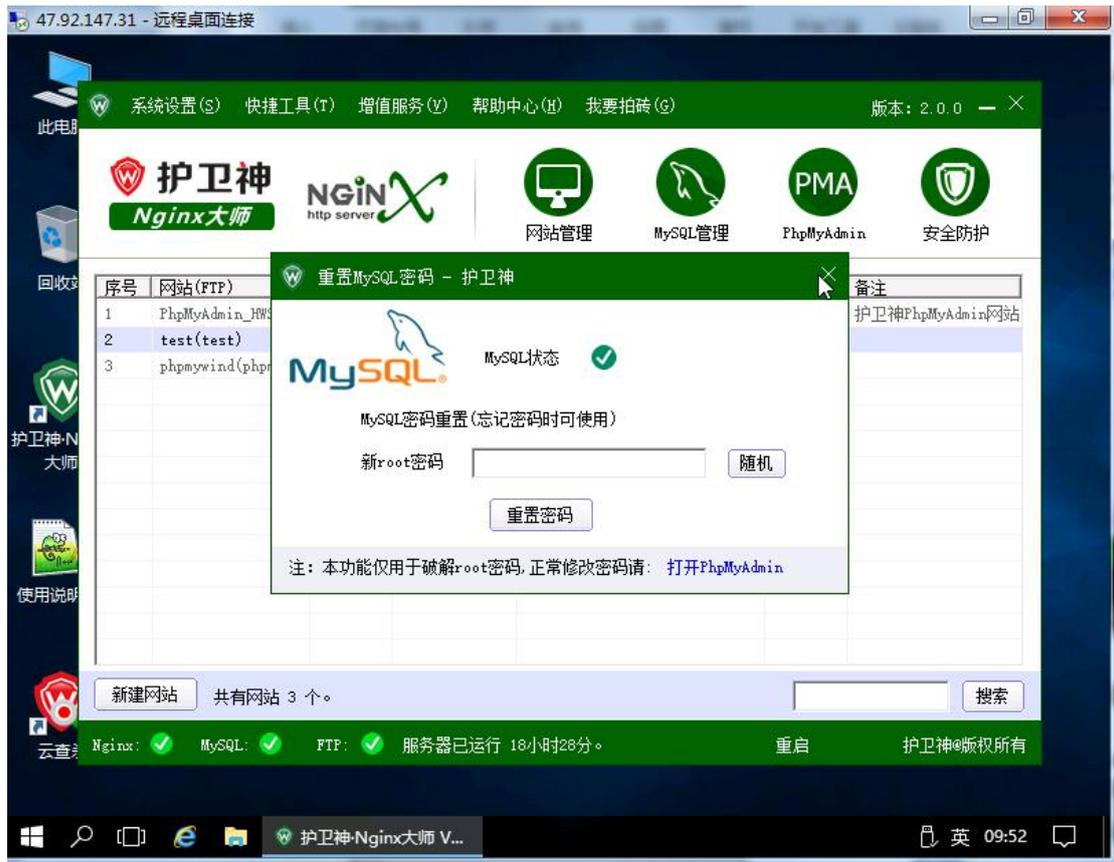 47.92.147.31 - 远程桌面连接
此电脑
系统设置(S) 快捷工具(T) 增值服务(V) 帮助中心(H) 我要拍砖(G) 版本: 2.0.0
护卫神
Nginx大师
NGiNX
http server
PMA
网站管理 MySQL管理 PhpMyAdmin 安全防护
回收站
序号 网站(FTP) 备注
重置MySQL密码 - 护卫神
1 PhpMyAdmin_HWS 护卫神PhpMyAdmin网站
2 test(test)
3 phpmywind(phpm
MySQL
MySQL状态
MySQL密码重置(忘记密码时可使用)
新root密码 随机
重置密码
注: 本功能仅用于破解root密码,正常修改密码请: 打开PhpMyAdmin
护卫神·N
大师
使用说明
云查杀
新建网站 共有网站 3 个。 搜索
Nginx: MySQL: FTP: 服务器已运行 18小时28分。 重启 护卫神@版权所有
护卫神·Nginx大师 V... 英 09:52